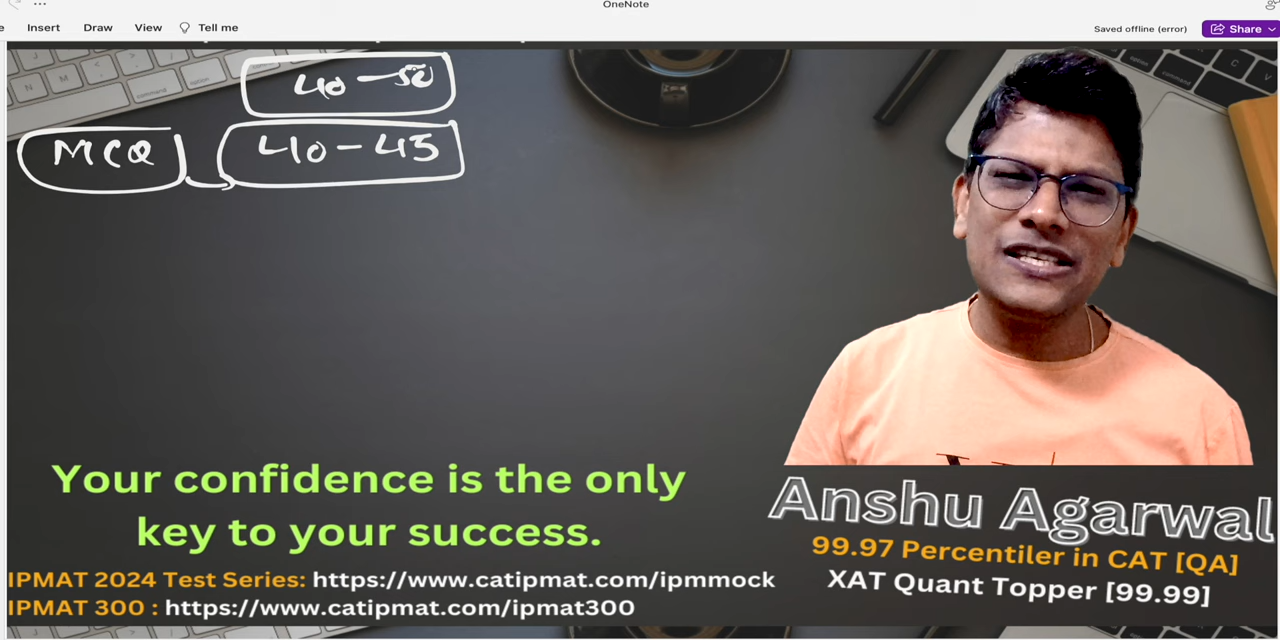 OneNote
Insert Draw View Tell me
Saved offline (error) Share
40-50
MCQ 40-45
Your confidence is the only
key to your success.
IPMAT 2024 Test Series: https://www.catipmat.com/ipmmock
IPMAT 300 : https://www.catipmat.com/ipmat300
Anshu Agarwal
99.97 Percentiler in CAT [QA]
XAT Quant Topper [99.99]